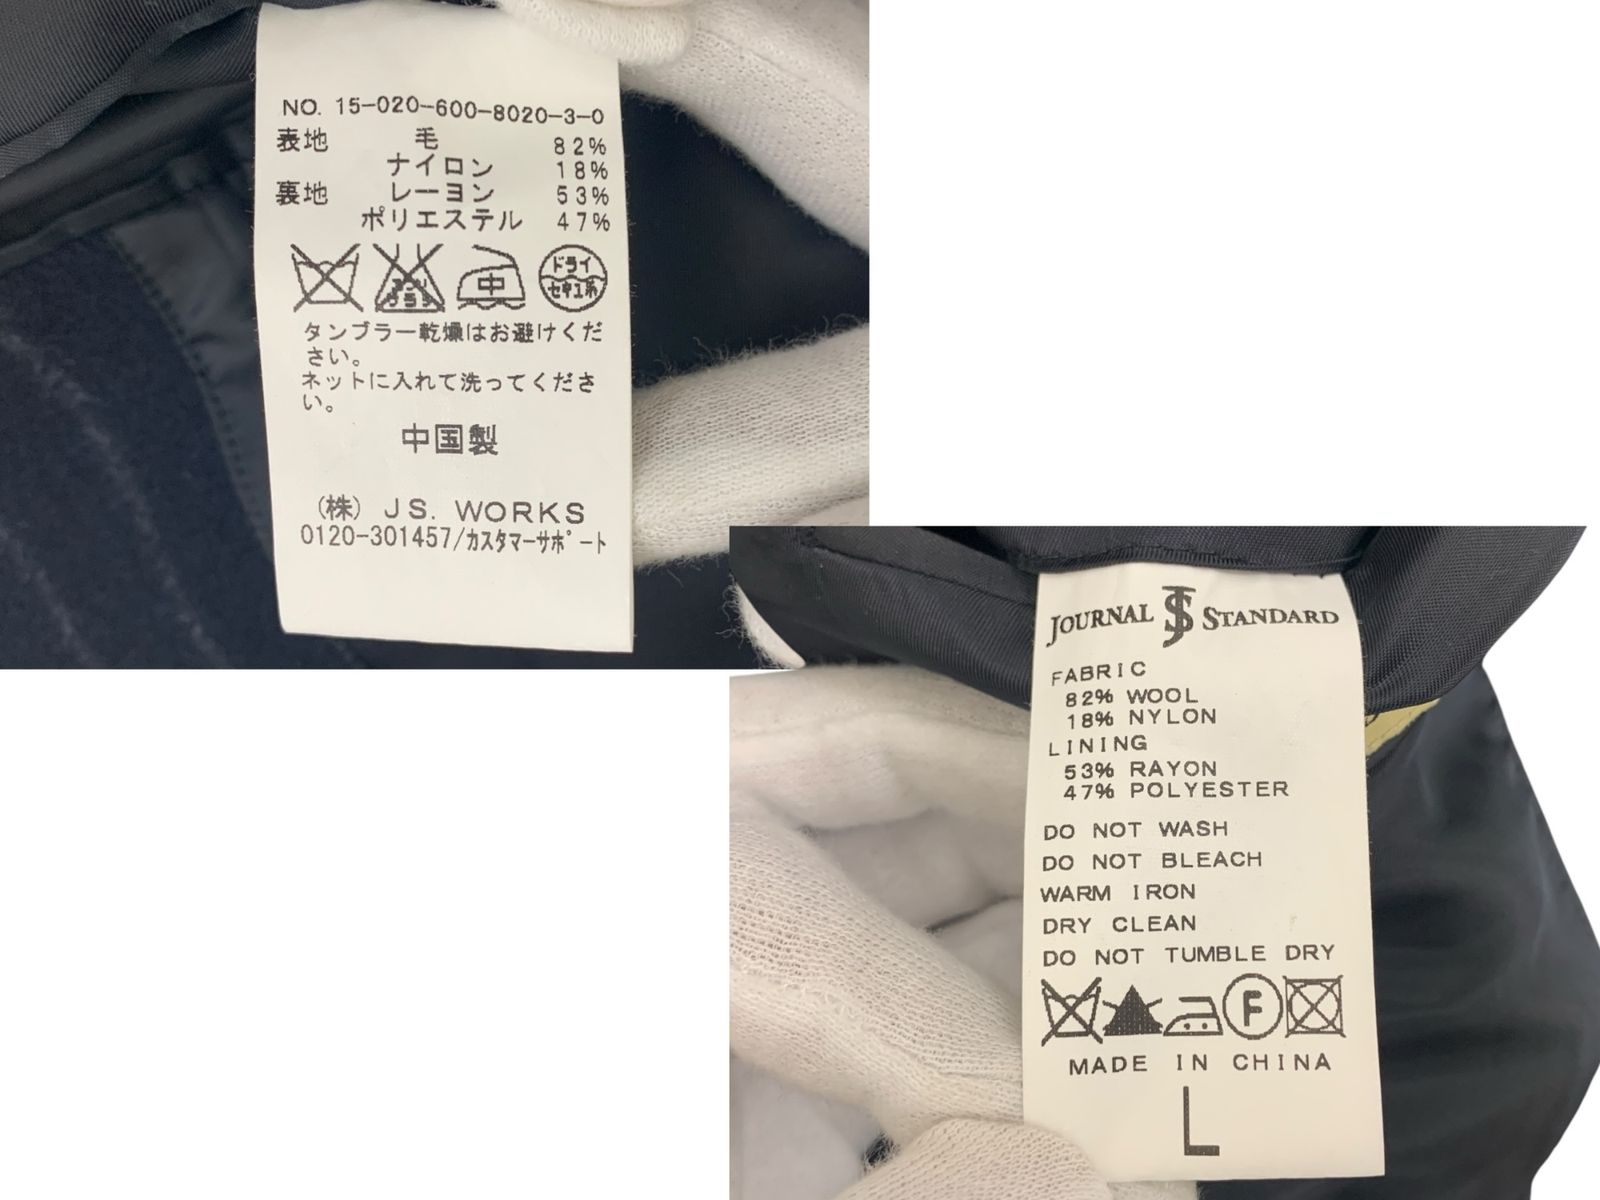 NO. 15-020-600-8020-3-0
表地 毛 82%
ナイロン 18%
裏地 レーヨン 53%
ポリエステル 47%
中 ドライ
セキユ系
タンブラー乾燥はお避けくだ
さい。
ネットに入れて洗ってくださ
い。
中国製
(株) JS. WORKS
0120-301457/カスタマーサポート
JOURNAL JS STANDARD
FABRIC
82% WOOL
18% NYLON
LINING
53% RAYON
47% POLYESTER
DO NOT WASH
DO NOT BLEACH
WARM IRON
DRY CLEAN
DO NOT TUMBLE DRY
F
MADE IN CHINA
L